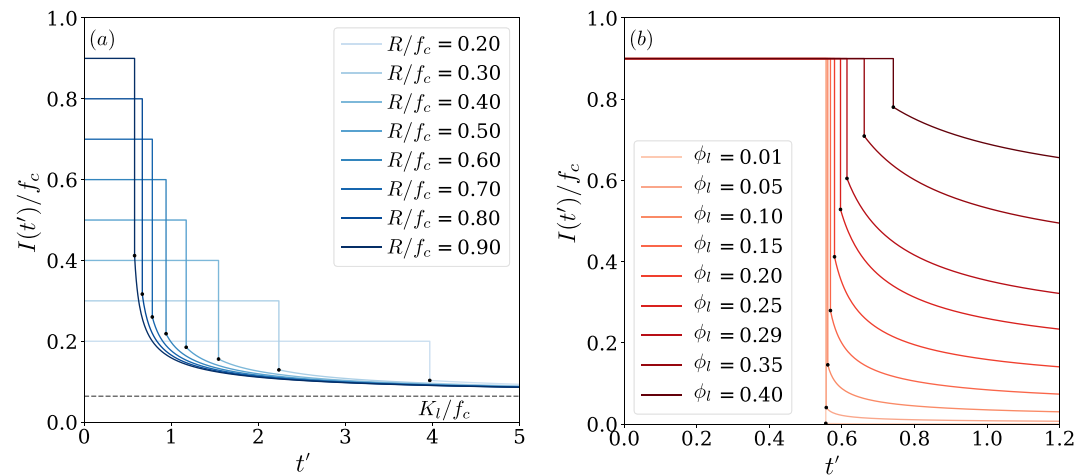 (a)
I(t′)/f_c
1.0
0.8
0.6
0.4
0.2
0.0
R/f_c = 0.20
R/f_c = 0.30
R/f_c = 0.40
R/f_c = 0.50
R/f_c = 0.60
R/f_c = 0.70
R/f_c = 0.80
R/f_c = 0.90
K_l/f_c
0 1 2 3 4 5
t′
(b)
I(t′)/f_c
1.0
0.8
0.6
0.4
0.2
0.0
ϕ_l = 0.01
ϕ_l = 0.05
ϕ_l = 0.10
ϕ_l = 0.15
ϕ_l = 0.20
ϕ_l = 0.25
ϕ_l = 0.29
ϕ_l = 0.35
ϕ_l = 0.40
0.0 0.2 0.4 0.6 0.8 1.0 1.2
t′